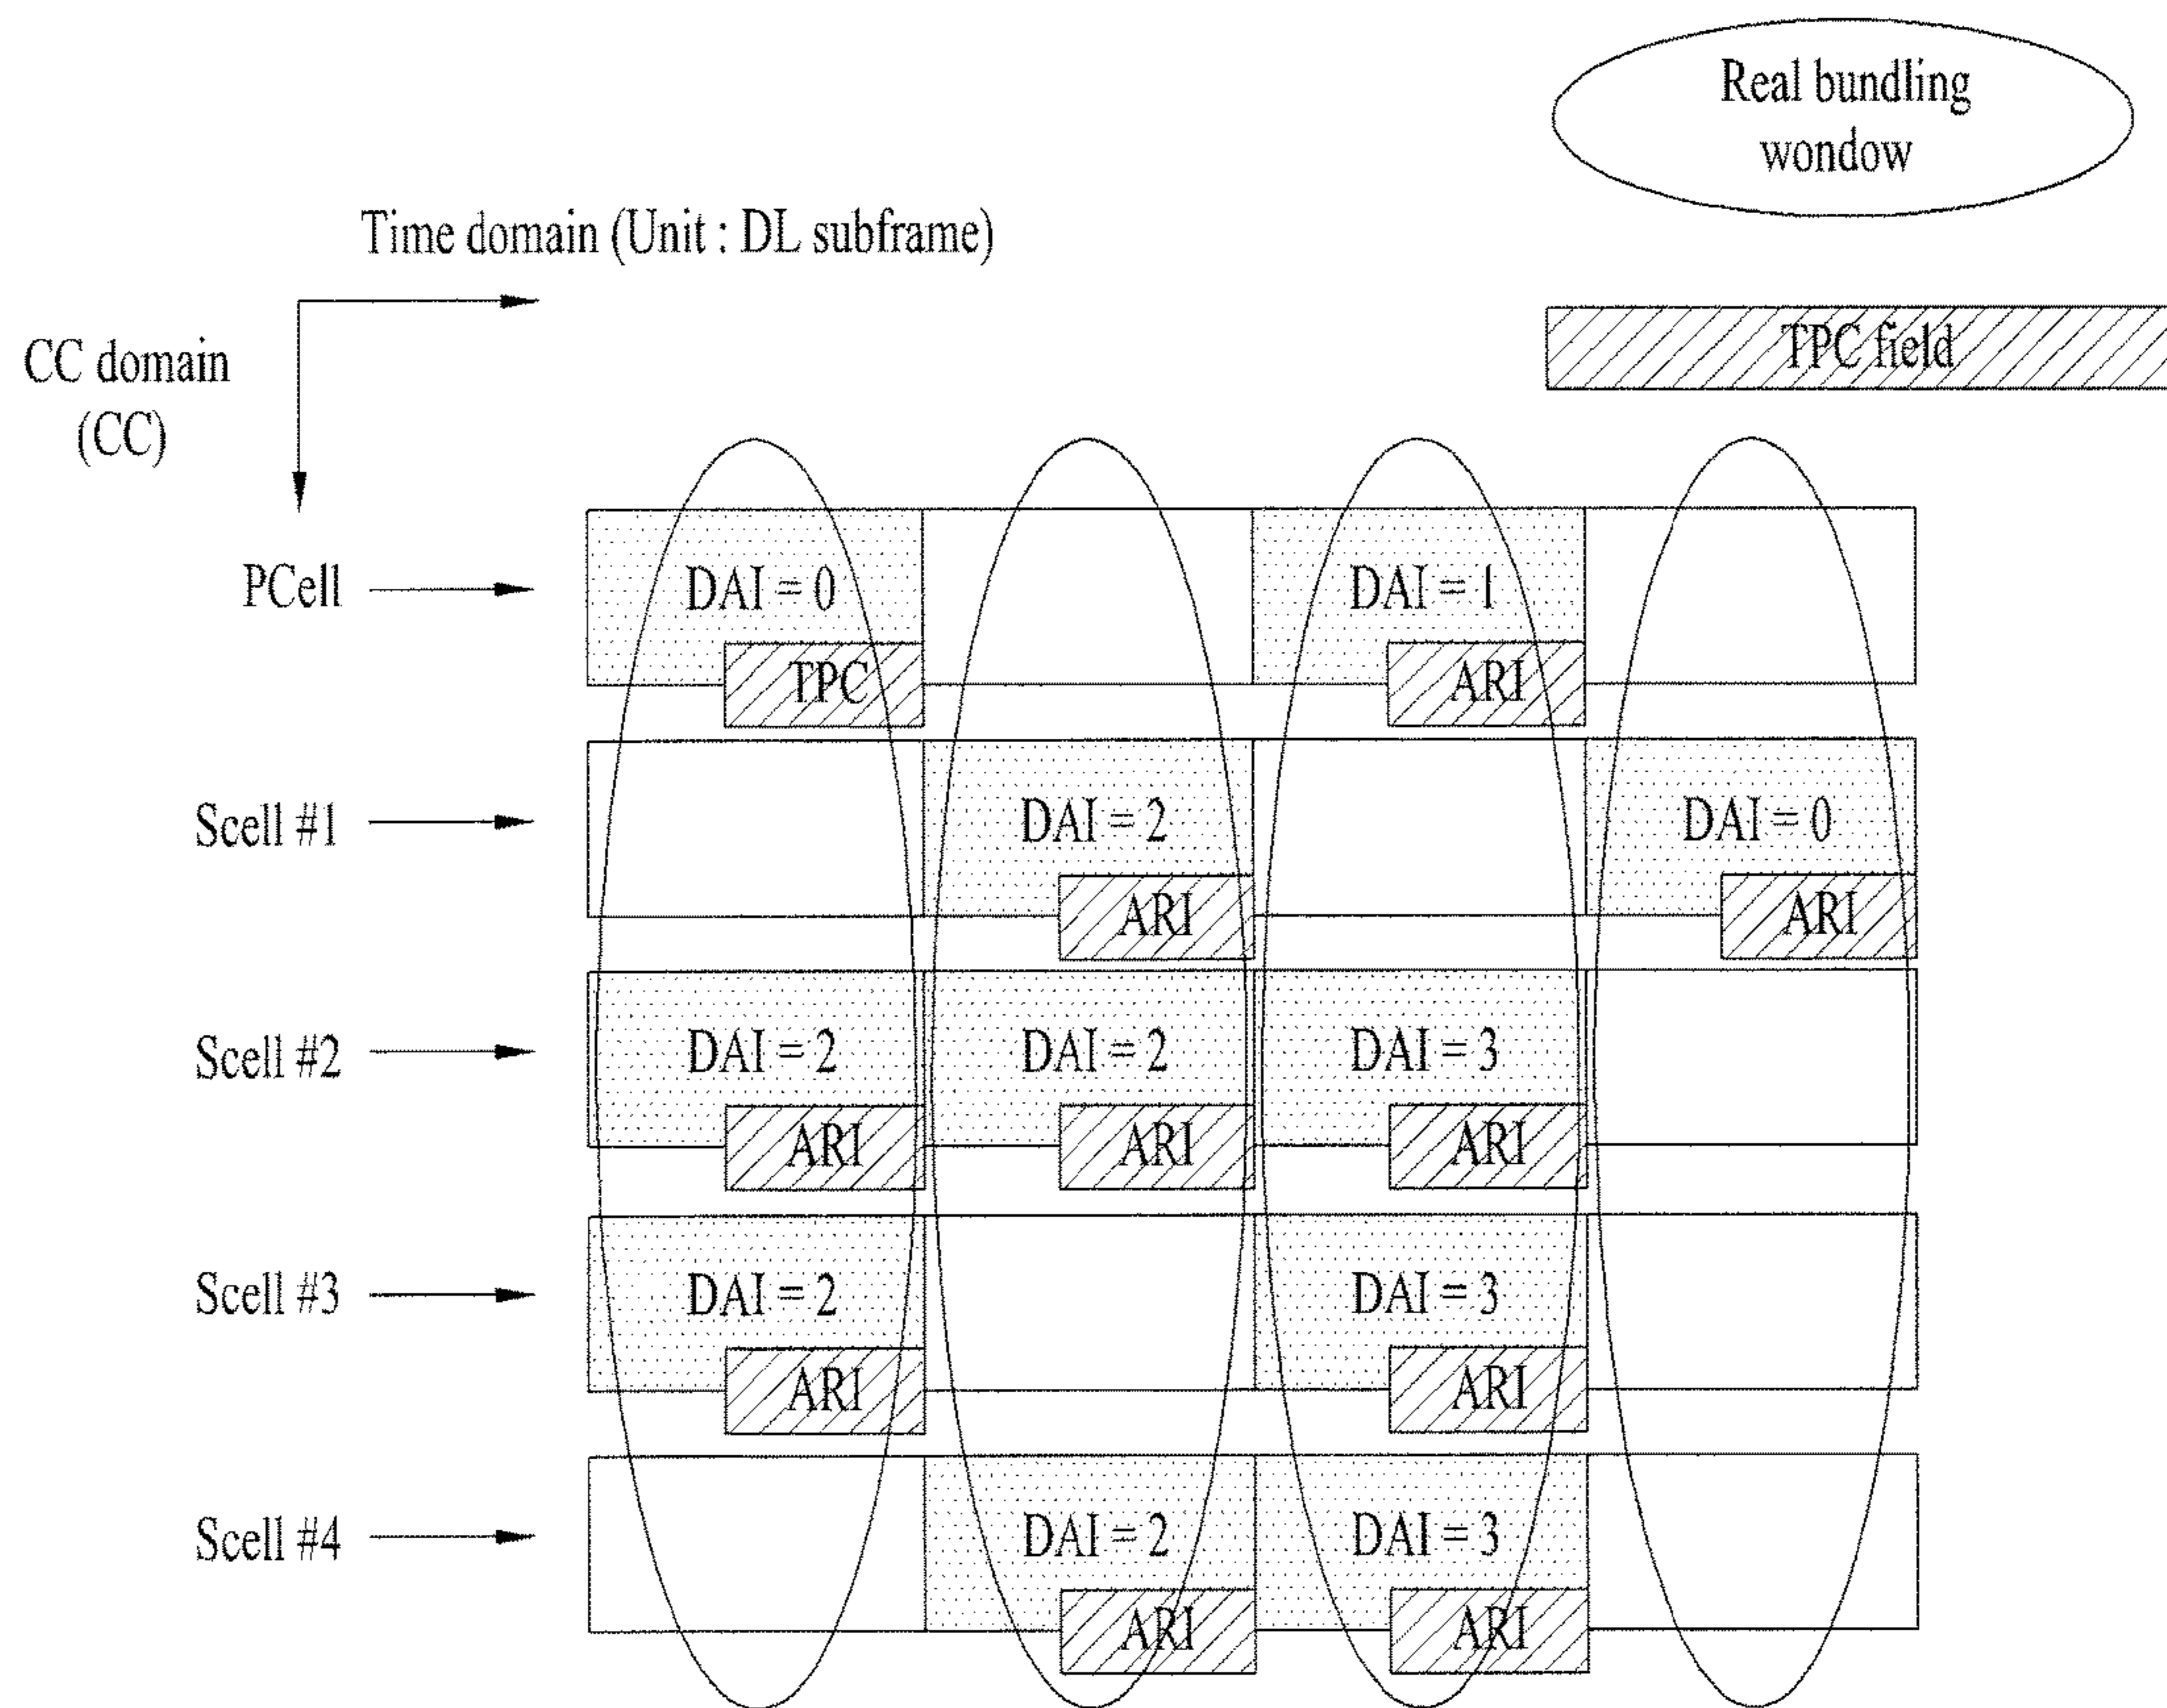 Real bundling
wondow
Time domain (Unit : DL subframe)
TPC field
CC domain
(CC)
PCell
DAI = 0
DAI = 1
TPC
ARI
Scell #1
DAI = 2
DAI = 0
ARI
ARI
Scell #2
DAI = 2
DAI = 2
DAI = 3
ARI
ARI
ARI
Scell #3
DAI = 2
DAI = 3
ARI
ARI
Scell #4
DAI = 2
DAI = 3
ARI
ARI